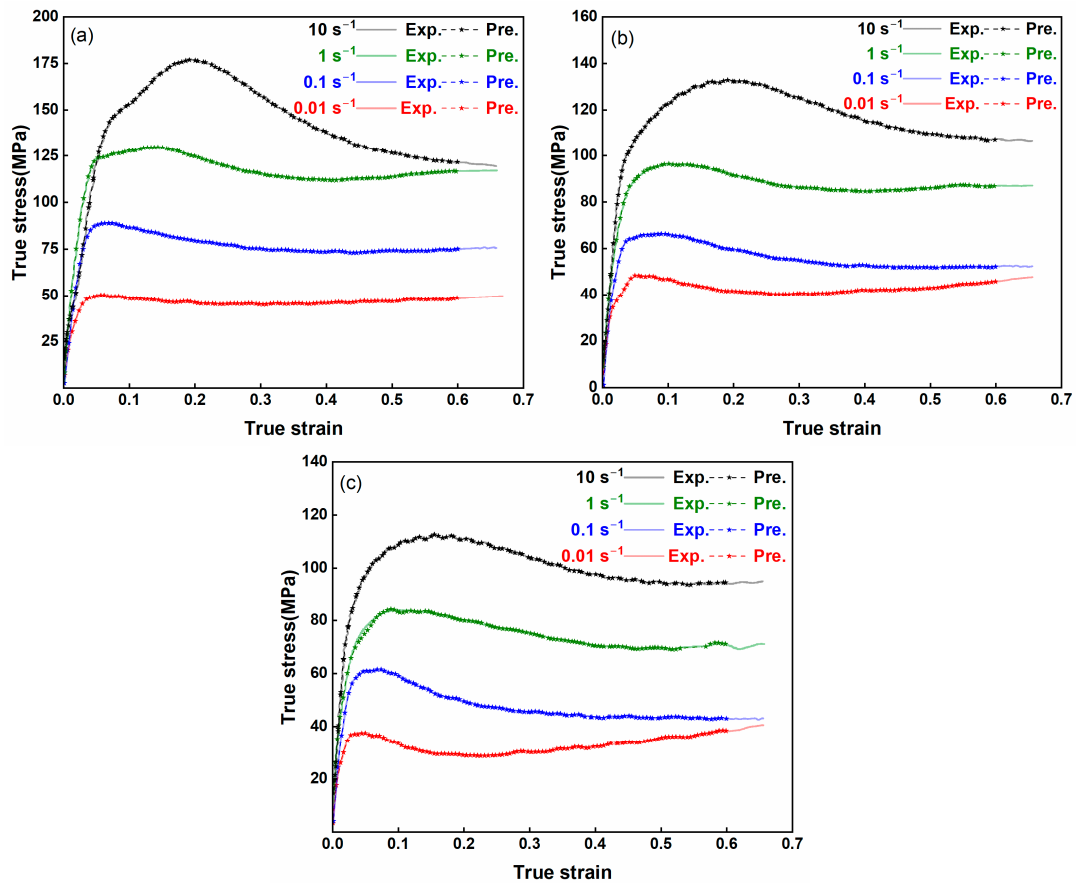 (a)
10 s⁻¹ Exp. Pre.
1 s⁻¹ Exp. Pre.
0.1 s⁻¹ Exp. Pre.
0.01 s⁻¹ Exp. Pre.
200
175
150
125
100
75
50
25
True stress(MPa)
0.0 0.1 0.2 0.3 0.4 0.5 0.6 0.7
True strain
(b)
10 s⁻¹ Exp. Pre.
1 s⁻¹ Exp. Pre.
0.1 s⁻¹ Exp. Pre.
0.01 s⁻¹ Exp. Pre.
160
140
120
100
80
60
40
20
0
True stress(MPa)
0.0 0.1 0.2 0.3 0.4 0.5 0.6 0.7
True strain
(c)
10 s⁻¹ Exp. Pre.
1 s⁻¹ Exp. Pre.
0.1 s⁻¹ Exp. Pre.
0.01 s⁻¹ Exp. Pre.
140
120
100
80
60
40
20
True stress(MPa)
0.0 0.1 0.2 0.3 0.4 0.5 0.6 0.7
True strain